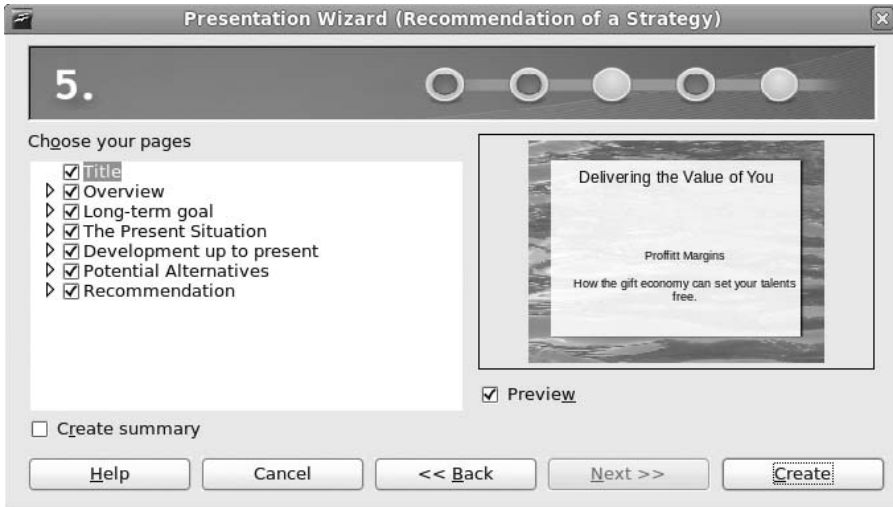 Presentation Wizard (Recommendation of a Strategy)
5.
Choose your pages
Title
Overview
Long-term goal
The Present Situation
Development up to present
Potential Alternatives
Recommendation
Create summary
Delivering the Value of You
Proffitt Margins
How the gift economy can set your talents
free.
Preview
Help
Cancel
<< Back
Next >>
Create